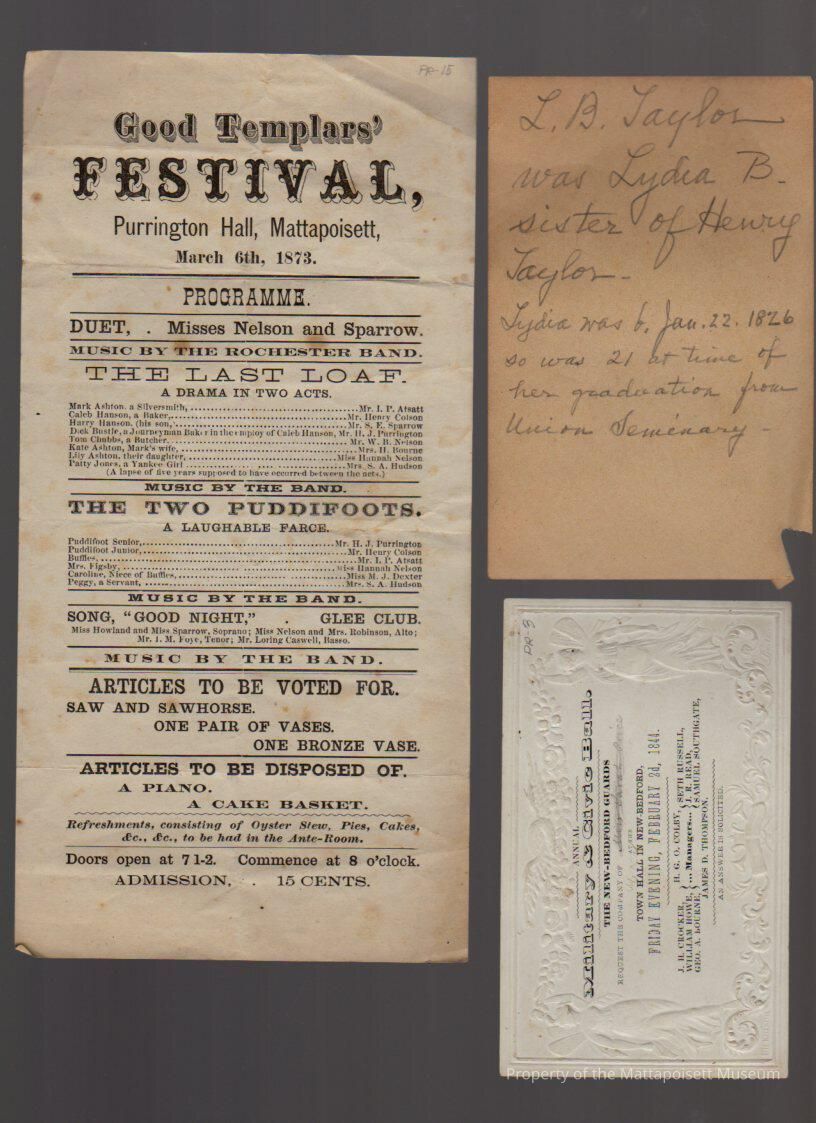 PR-15
Good Templars'
FESTIVAL,
Purrington Hall, Mattapoisett,
March 6th, 1873.
PROGRAMME.
DUET, . Misses Nelson and Sparrow.
MUSIC BY THE ROCHESTER BAND.
THE LAST LOAF.
A DRAMA IN TWO ACTS.
Mark Ashton, a Silversmith, ........ Mr. I. P. Atsatt
Caleb Hanson, a Baker, ........ Mr. Henry Colson
Harry Hanson, (his son, ........ Mr. S. E. Sparrow
Dick Bustle, a Journeyman Baker in the employ of Caleb Hanson, Mr. H. J. Purrington
Tom Chubbs, a Butcher ........ Mr. W. B. Nelson
Kate Ashton, Mark's wife, ........ Mrs. H. Bourne
Lily Ashton, their daughter, ........ Miss Hannah Nelson
Patty Jones, a Yankee Girl ........ Mrs. S. A. Hudson
(A lapse of five years supposed to have occurred between the acts.)
MUSIC BY THE BAND.
THE TWO PUDDIFOOTS.
A LAUGHABLE FARCE.
Puddifoot Senior, ........ Mr. H. J. Purrington
Puddifoot Junior, ........ Mr. Henry Colson
Buffles, ........ Mr. I. P. Atsatt
Mrs. Figsby, ........ Miss Hannah Nelson
Caroline, Niece of Buffles, ........ Miss M. J. Dexter
Peggy, a Servant, ........ Mrs. S. A. Hudson
MUSIC BY THE BAND.
SONG, "GOOD NIGHT," . GLEE CLUB.
Miss Howland and Miss Sparrow, Soprano; Miss Nelson and Mrs. Robinson, Alto;
Mr. I. M. Foye, Tenor; Mr. Loring Caswell, Basso.
MUSIC BY THE BAND.
ARTICLES TO BE VOTED FOR.
SAW AND SAWHORSE.
ONE PAIR OF VASES.
ONE BRONZE VASE.
ARTICLES TO BE DISPOSED OF.
A PIANO.
A CAKE BASKET.
Refreshments, consisting of Oyster Stew, Pies, Cakes,
&c., &c., to be had in the Ante-Room.
Doors open at 7 1-2. Commence at 8 o'clock.
ADMISSION, . 15 CENTS.
L. B. Taylor
was Lydia B.
sister of Henry
Taylor -
Lydia was b. Jan. 22. 1826
so was 21 at time of
her graduation from
Union Seminary -
PR-3
ANNUAL
Military & Civic Ball.
THE NEW-BEDFORD GUARDS
REQUEST THE COMPANY OF
AT THE
TOWN HALL IN NEW-BEDFORD,
FRIDAY EVENING, FEBRUARY 2d, 1844.
J. H. CROCKER, H. G. O. COLBY, SETH RUSSELL,
WILLIAM HOWE, ... Managers... J. R. READ,
GEO. A. BOURNE, SAMUEL SOUTHGATE,
JAMES D. THOMPSON.
AN ANSWER IS SOLICITED.
Property of the Mattapoisett Museum